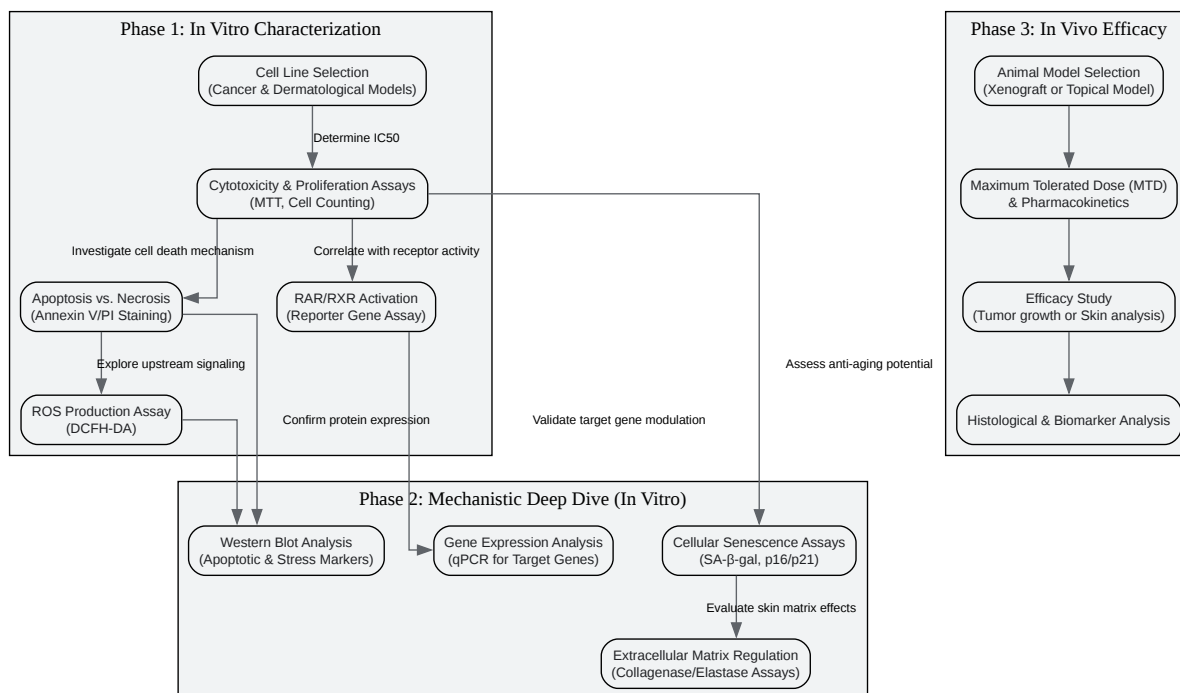 Phase 1: In Vitro Characterization
Cell Line Selection
(Cancer & Dermatological Models)
Determine IC50
Cytotoxicity & Proliferation Assays
(MTT, Cell Counting)
Investigate cell death mechanism
Correlate with receptor activity
Apoptosis vs. Necrosis
(Annexin V/PI Staining)
RAR/RXR Activation
(Reporter Gene Assay)
Explore upstream signaling
ROS Production Assay
(DCFH-DA)
Confirm protein expression
Validate target gene modulation
Assess anti-aging potential
Phase 2: Mechanistic Deep Dive (In Vitro)
Western Blot Analysis
(Apoptotic & Stress Markers)
Gene Expression Analysis
(qPCR for Target Genes)
Cellular Senescence Assays
(SA-β-gal, p16/p21)
Evaluate skin matrix effects
Extracellular Matrix Regulation
(Collagenase/Elastase Assays)
Phase 3: In Vivo Efficacy
Animal Model Selection
(Xenograft or Topical Model)
Maximum Tolerated Dose (MTD)
& Pharmacokinetics
Efficacy Study
(Tumor growth or Skin analysis)
Histological & Biomarker Analysis